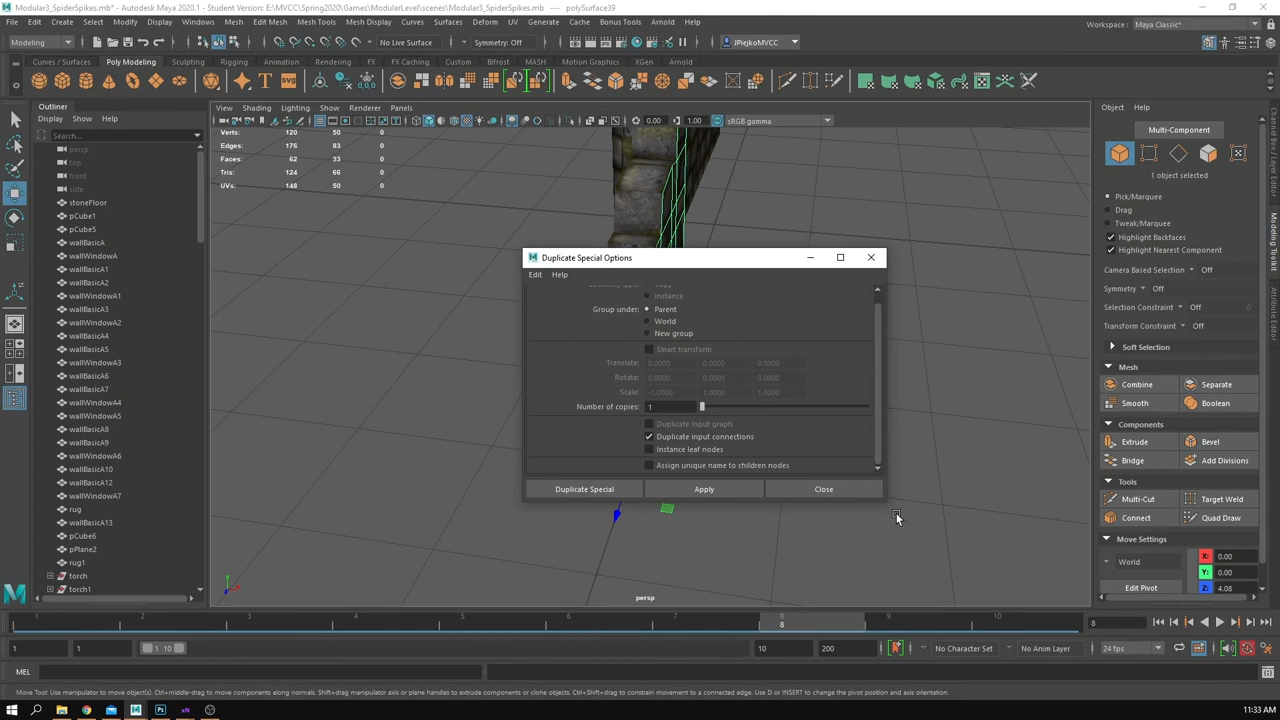 Modular3_SpiderSpikes.mb* - Autodesk Maya 2020.1 - Student Version: E:\MVCC\Spring2020\Games\ModularLevel\scenes\Modular3_SpiderSpikes.mb --- polySurface39
File Edit Create Select Modify Display Windows Mesh Edit Mesh Mesh Tools Mesh Display Curves Surfaces Deform UV Generate Cache Bonus Tools Arnold Help
Workspace: Maya Classic*
Modeling No Live Surface Symmetry: Off JPiejkoMVCC
Curves / Surfaces Poly Modeling Sculpting Rigging Animation Rendering FX FX Caching Custom Bifrost MASH Motion Graphics XGen Arnold
SVG
Outliner
Display Show Help
Search...
persp
top
front
side
stoneFloor
pCube1
pCube5
wallBasicA
wallWindowA
wallBasicA1
wallBasicA2
wallWindowA1
wallBasicA3
wallWindowA2
wallBasicA4
wallBasicA5
wallWindowA3
wallBasicA6
wallBasicA7
wallWindowA4
wallWindowA5
wallBasicA8
wallBasicA9
wallWindowA6
wallBasicA10
wallBasicA12
wallWindowA7
rug
wallBasicA13
pCube6
pPlane2
rug1
torch
torch1
View Shading Lighting Show Renderer Panels
0.00 1.00 sRGB gamma
Verts: 120 50 0
Edges: 176 83 0
Faces: 62 33 0
Tris: 124 66 0
UVs: 148 50 0
Duplicate Special Options
Edit Help
Instance
Group under: Parent
World
New group
Smart transform
Translate: 0.0000 0.0000 0.0000
Rotate: 0.0000 0.0000 0.0000
Scale: -1.0000 1.0000 1.0000
Number of copies: 1
Duplicate input graph
Duplicate input connections
Instance leaf nodes
Assign unique name to children nodes
Duplicate Special Apply Close
persp
Object Help
Multi-Component
1 object selected
Pick/Marquee
Drag
Tweak/Marquee
Highlight Backfaces
Highlight Nearest Component
Camera Based Selection Off
Symmetry Off
Selection Constraint Off
Transform Constraint Off
Soft Selection
Mesh
Combine Separate
Smooth Boolean
Components
Extrude Bevel
Bridge Add Divisions
Tools
Multi-Cut Target Weld
Connect Quad Draw
Move Settings
World
X: 0.00
Y: 0.00
Z: 4.08
Edit Pivot
Modeling Toolkit
1 2 3 4 5 6 7 8 9 10
8
8
1 1 1 10 10 200 No Character Set No Anim Layer 24 fps
MEL
Move Tool: Use manipulator to move object(s). Ctrl+middle-drag to move components along normals. Shift+drag manipulator axis or plane handles to extrude components or clone objects. Ctrl+Shift+drag to constrain movement to a connected edge. Use D or INSERT to change the pivot position and axis orientation.
11:33 AM